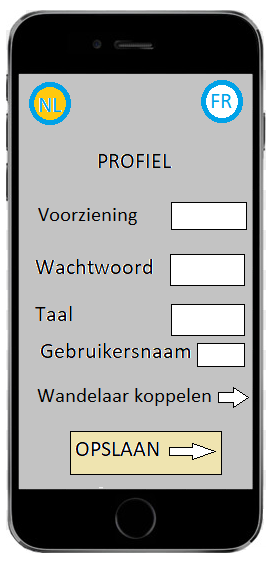 NL
FR
PROFIEL
Voorziening
Wachtwoord
Taal
Gebruikersnaam
Wandelaar koppelen
OPSLAAN